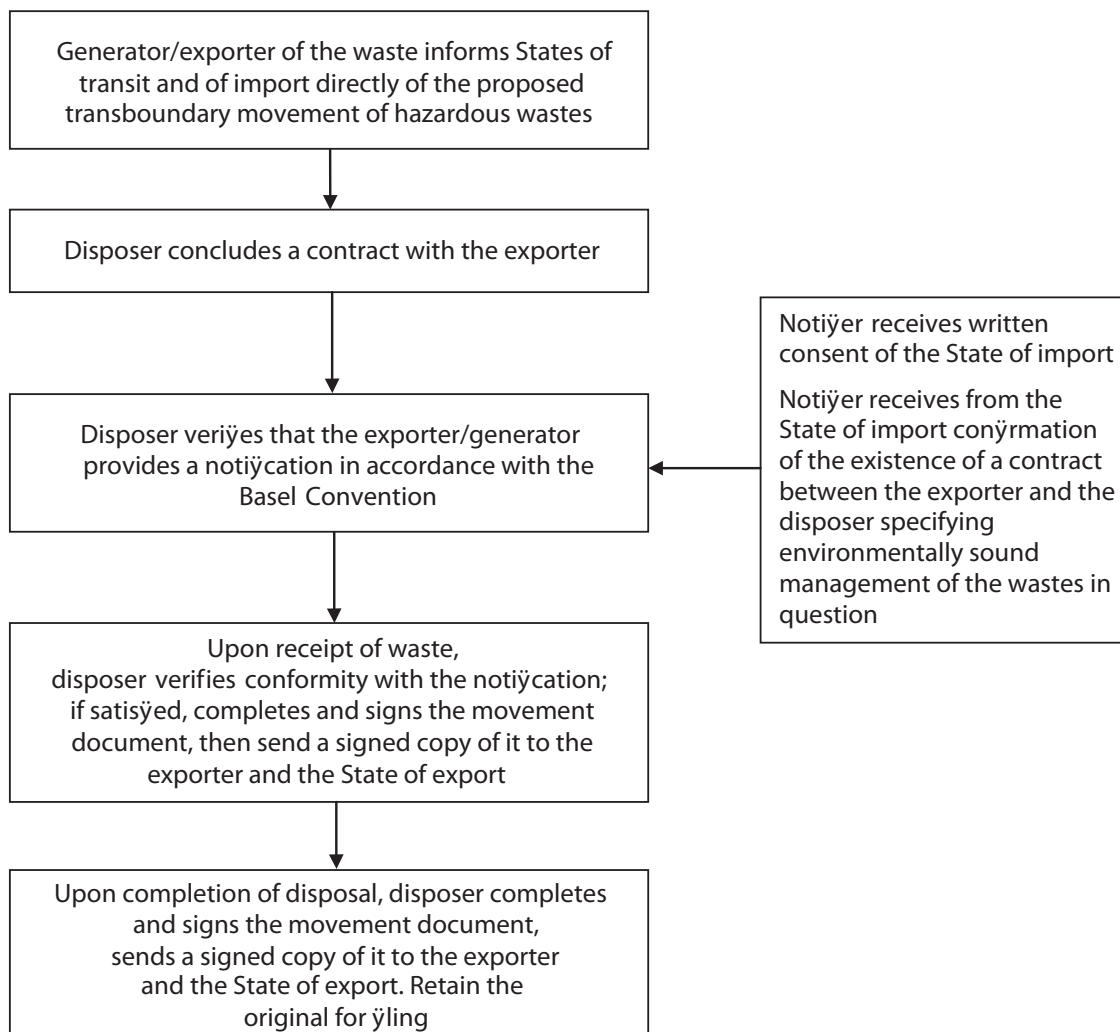 Generator/exporter of the waste informs States of
transit and of import directly of the proposed
transboundary movement of hazardous wastes
Disposer concludes a contract with the exporter
Notiÿer receives written
consent of the State of import
Notiÿer receives from the
State of import conÿrmation
of the existence of a contract
between the exporter and the
disposer specifying
environmentally sound
management of the wastes in
question
Disposer veriÿes that the exporter/generator
provides a notiÿcation in accordance with the
Basel Convention
Upon receipt of waste,
disposer verifies conformity with the notiÿcation;
if satisÿed, completes and signs the movement
document, then send a signed copy of it to the
exporter and the State of export
Upon completion of disposal, disposer completes
and signs the movement document,
sends a signed copy of it to the exporter
and the State of export. Retain the
original for ÿling